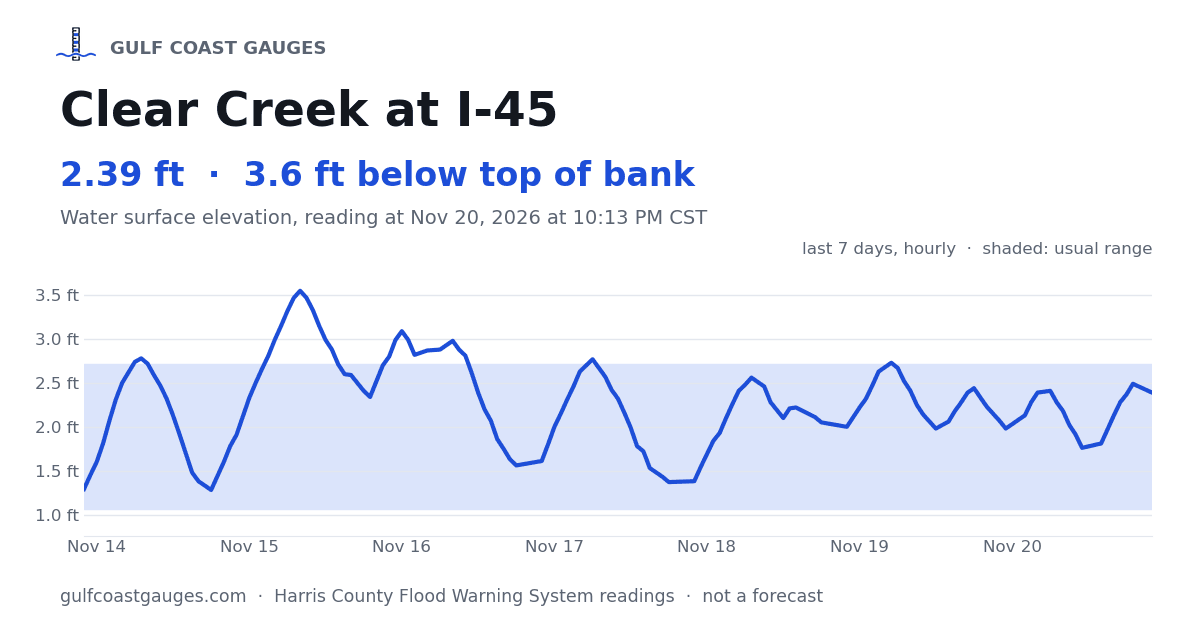 GULF COAST GAUGES
Clear Creek at I-45
2.39 ft · 3.6 ft below top of bank
Water surface elevation, reading at Nov 20, 2026 at 10:13 PM CST
last 7 days, hourly · shaded: usual range
3.5 ft
3.0 ft
2.5 ft
2.0 ft
1.5 ft
1.0 ft
Nov 14 Nov 15 Nov 16 Nov 17 Nov 18 Nov 19 Nov 20
gulfcoastgauges.com · Harris County Flood Warning System readings · not a forecast